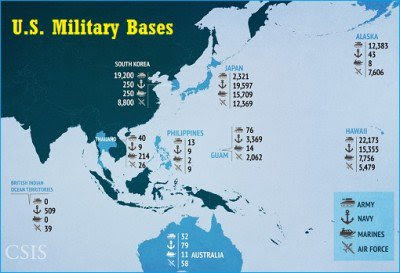 U.S. Military Bases
ALASKA
12,383
43
8
7,606
SOUTH KOREA
19,200
250
250
8,800
JAPAN
2,321
19,597
15,709
12,369
THAILAND
40
9
214
26
PHILIPPINES
13
9
2
9
GUAM
76
3,369
14
2,062
HAWAII
22,173
15,355
7,756
5,479
BRITISH INDIAN
OCEAN TERRITORIES
0
509
0
39
AUSTRALIA
32
79
11
58
ARMY
NAVY
MARINES
AIR FORCE
CSIS